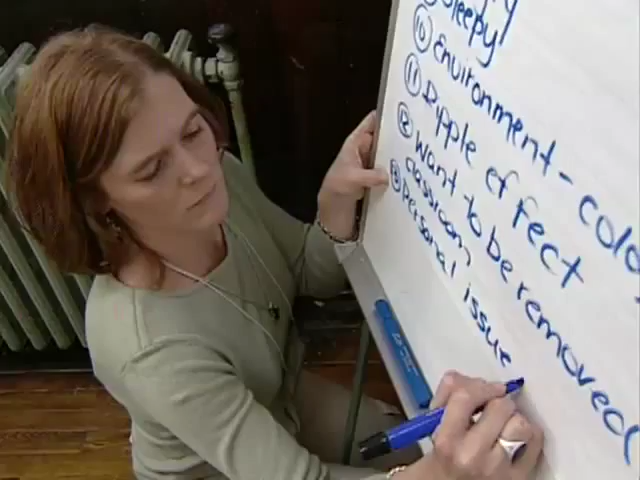 Sleepy
⑩ Environment-colo
⑪ Ripple effect
⑫ Want to be removed
classroom
⑬ Personal issue